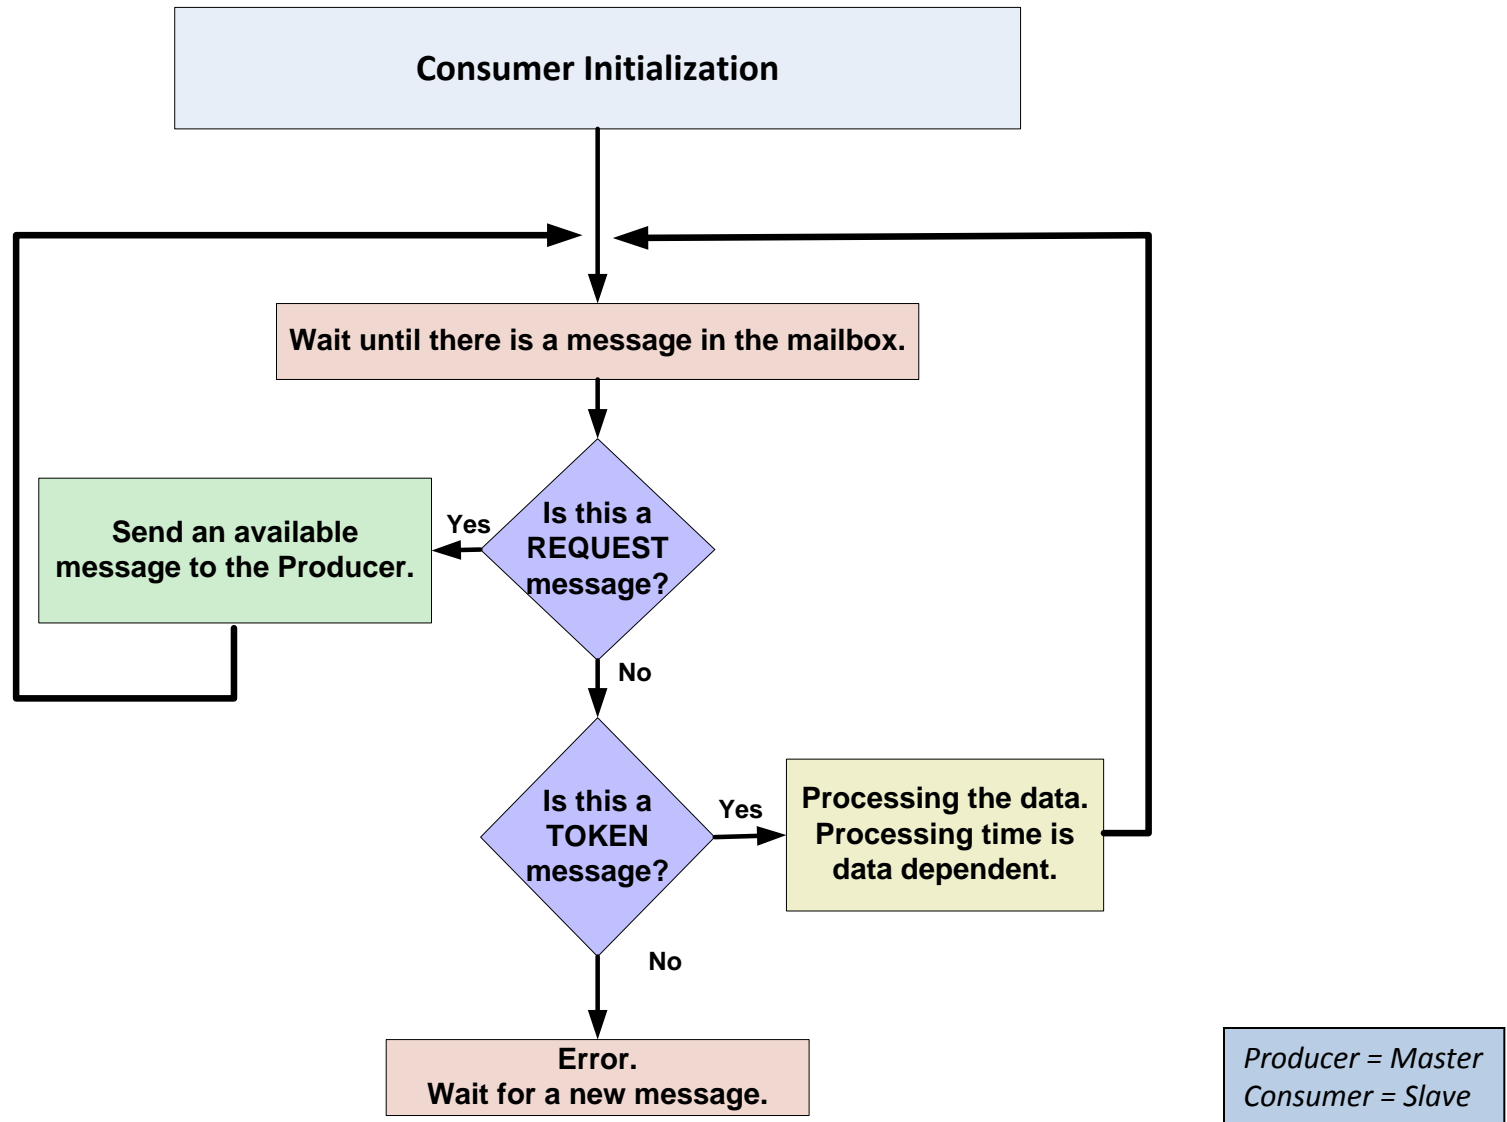 Consumer Initialization
Wait until there is a message in the mailbox.
Send an available
message to the Producer.
Yes
Is this a
REQUEST
message?
No
Is this a
TOKEN
message?
Yes
Processing the data.
Processing time is
data dependent.
No
Error.
Wait for a new message.
Producer = Master
Consumer = Slave